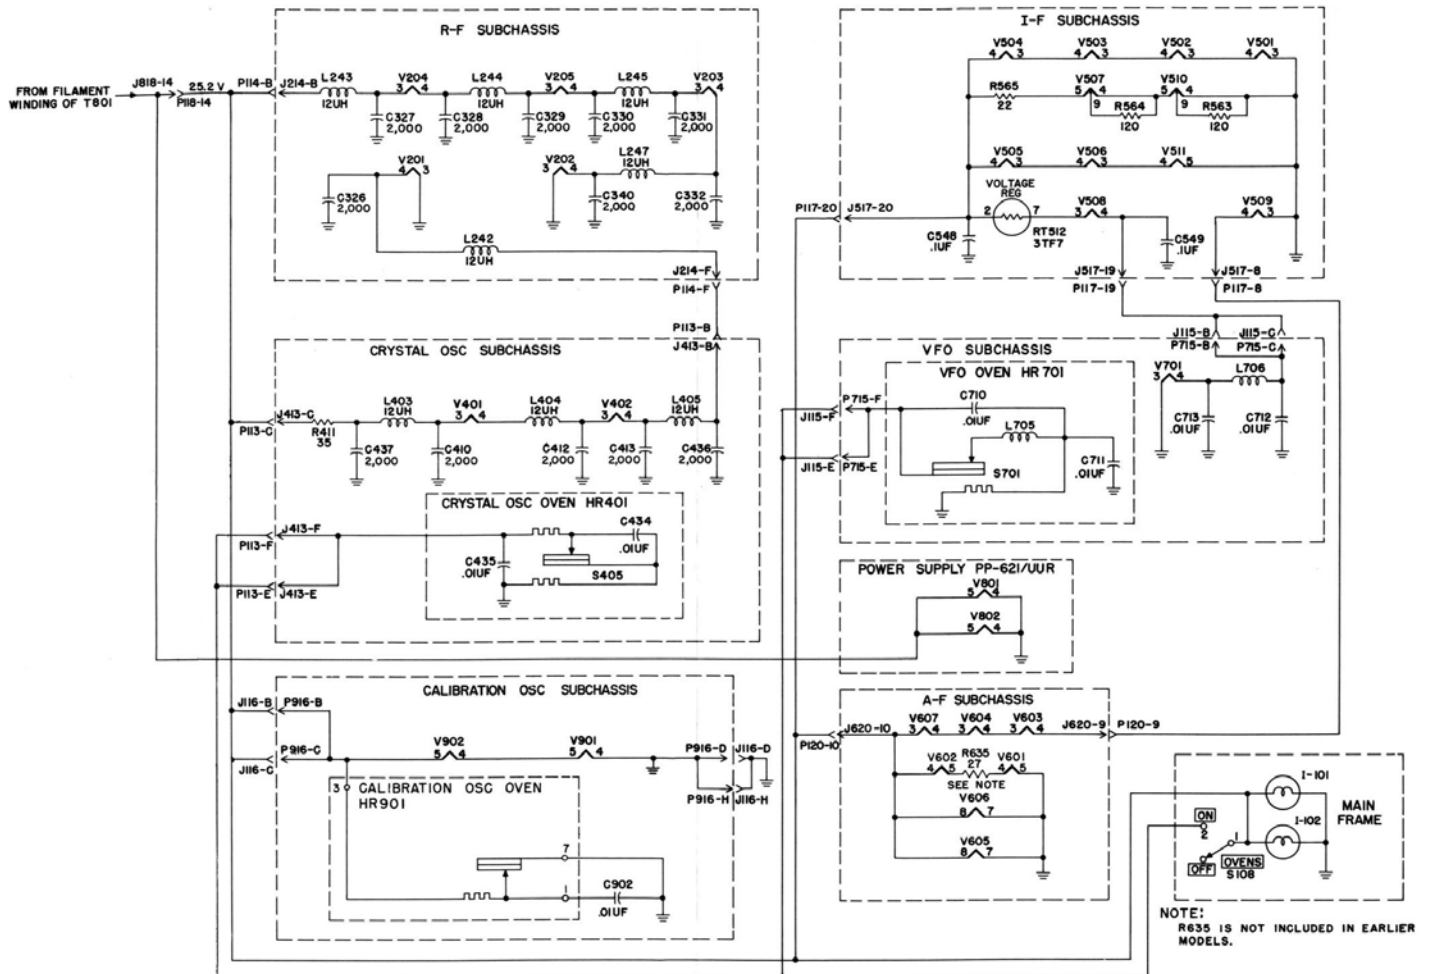 R-F SUBCHASSIS
FROM FILAMENT
WINDING OF T801
J818-14
25.2 V
P118-14
P114-B
J214-B
L243
12UH
V204
3 4
L244
12UH
V205
3 4
L245
12UH
V203
3 4
C327
2,000
C328
2,000
C329
2,000
C330
2,000
C331
2,000
V201
4 3
V202
3 4
L247
12UH
C326
2,000
C340
2,000
C332
2,000
L242
12UH
J214-F
P114-F
P113-B
J413-B
CRYSTAL OSC SUBCHASSIS
J413-C
P113-C
R411
35
L403
12UH
V401
3 4
L404
12UH
V402
3 4
L405
12UH
C437
2,000
C410
2,000
C412
2,000
C413
2,000
C436
2,000
CRYSTAL OSC OVEN HR401
J413-F
P113-F
P113-E
J413-E
C435
.01UF
C434
.01UF
S405
CALIBRATION OSC SUBCHASSIS
J116-B
P916-B
P916-C
J116-C
V902
5 4
V901
5 4
P916-D
J116-D
P916-H
J116-H
3
CALIBRATION OSC OVEN
HR901
7
1
C902
.01UF
I-F SUBCHASSIS
V504
4 3
V503
4 3
V502
4 3
V501
4 3
R565
22
V507
5 4
9
R564
120
V510
5 4
9
R563
120
V505
4 3
V506
4 3
V511
4 5
VOLTAGE
REG
2
7
RT512
3TF7
V508
3 4
V509
4 3
P117-20
J517-20
C548
.1UF
C549
.1UF
J517-19
P117-19
J517-8
P117-8
J115-B
P715-B
J115-C
P715-C
VFO SUBCHASSIS
VFO OVEN HR701
P715-F
J115-F
J115-E
P715-E
C710
.01UF
L705
S701
C711
.01UF
V701
3 4
L706
C713
.01UF
C712
.01UF
POWER SUPPLY PP-621/UUR
V801
5 4
V802
5 4
A-F SUBCHASSIS
J620-10
P120-10
V607
3 4
V604
3 4
V603
3 4
J620-9
P120-9
V602
4 5
R635
27
SEE NOTE
V601
4 5
V606
8 7
V605
8 7
I-101
I-102
MAIN
FRAME
ON
2
1
OFF
OVENS
S108
NOTE:
R635 IS NOT INCLUDED IN EARLIER
MODELS.